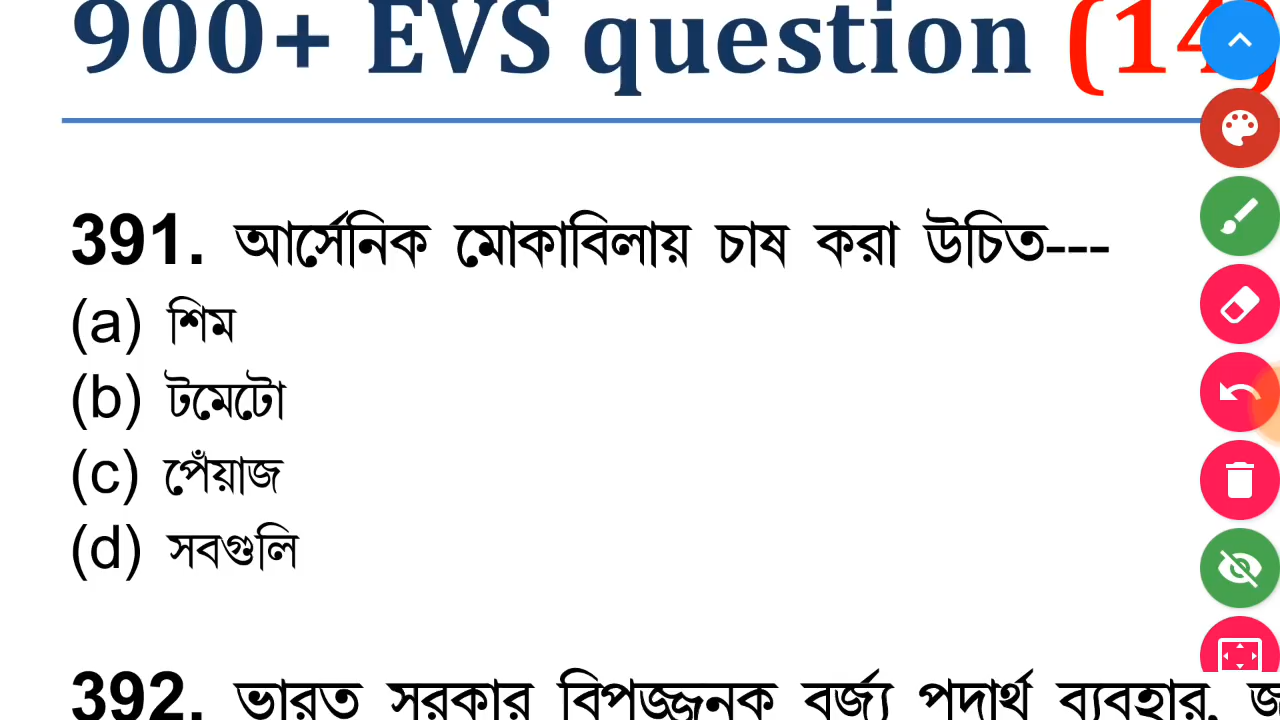 900+ EVS question (14)
391. আর্সেনিক মোকাবিলায় চাষ করা উচিত---
(a) শিম
(b) টমেটো
(c) পেঁয়াজ
(d) সবগুলি
392. ভারত সরকার বিপজ্জনক বর্জ্য পদার্থ ব্যবহার,